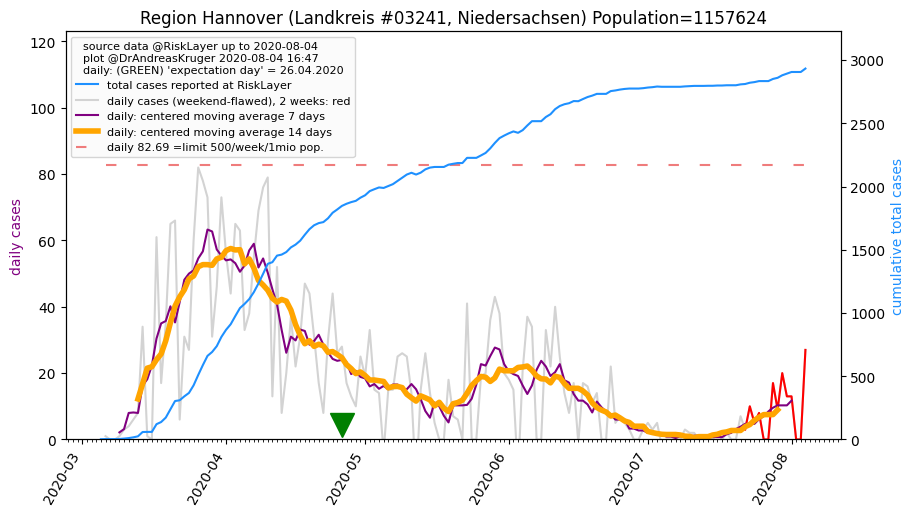 Region Hannover (Landkreis #03241, Niedersachsen) Population=1157624
source data @RiskLayer up to 2020-08-04
plot @DrAndreasKruger 2020-08-04 16:47
daily: (GREEN) 'expectation day' = 26.04.2020
total cases reported at RiskLayer
daily cases (weekend-flawed), 2 weeks: red
daily: centered moving average 7 days
daily: centered moving average 14 days
daily 82.69 =limit 500/week/1mio pop.
daily cases
120
100
80
60
40
20
0
cumulative total cases
3000
2500
2000
1500
1000
500
0
2020-03
2020-04
2020-05
2020-06
2020-07
2020-08